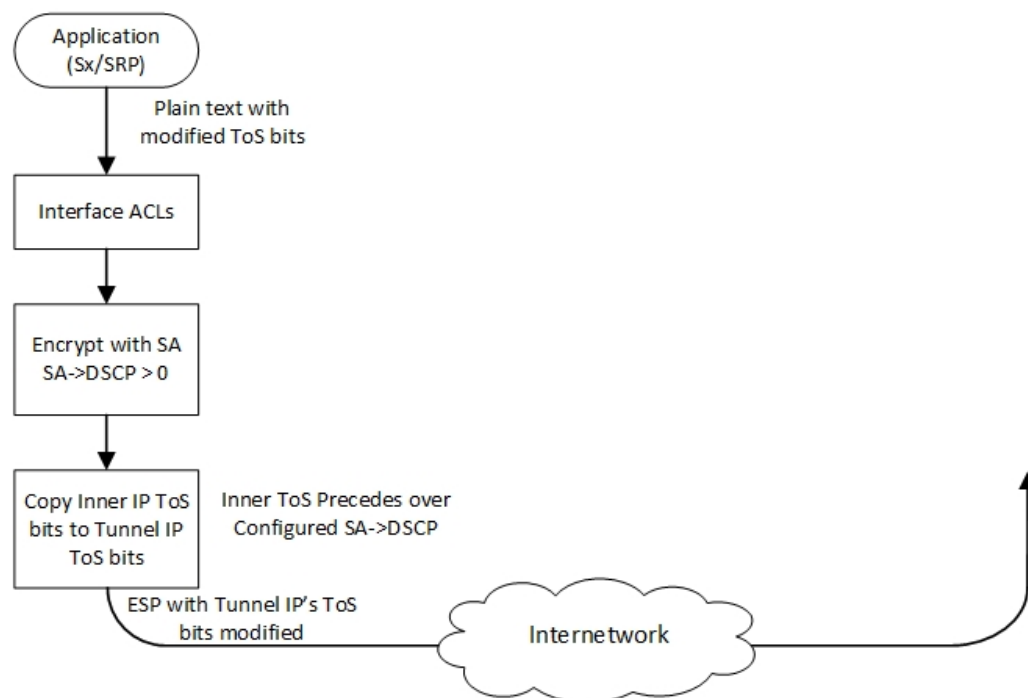 Application
(Sx/SRP)
Plain text with
modified ToS bits
Interface ACLs
Encrypt with SA
SA->DSCP > 0
Copy Inner IP ToS
bits to Tunnel IP
ToS bits
Inner ToS Precedes over
Configured SA->DSCP
ESP with Tunnel IP's ToS
bits modified
Internetwork